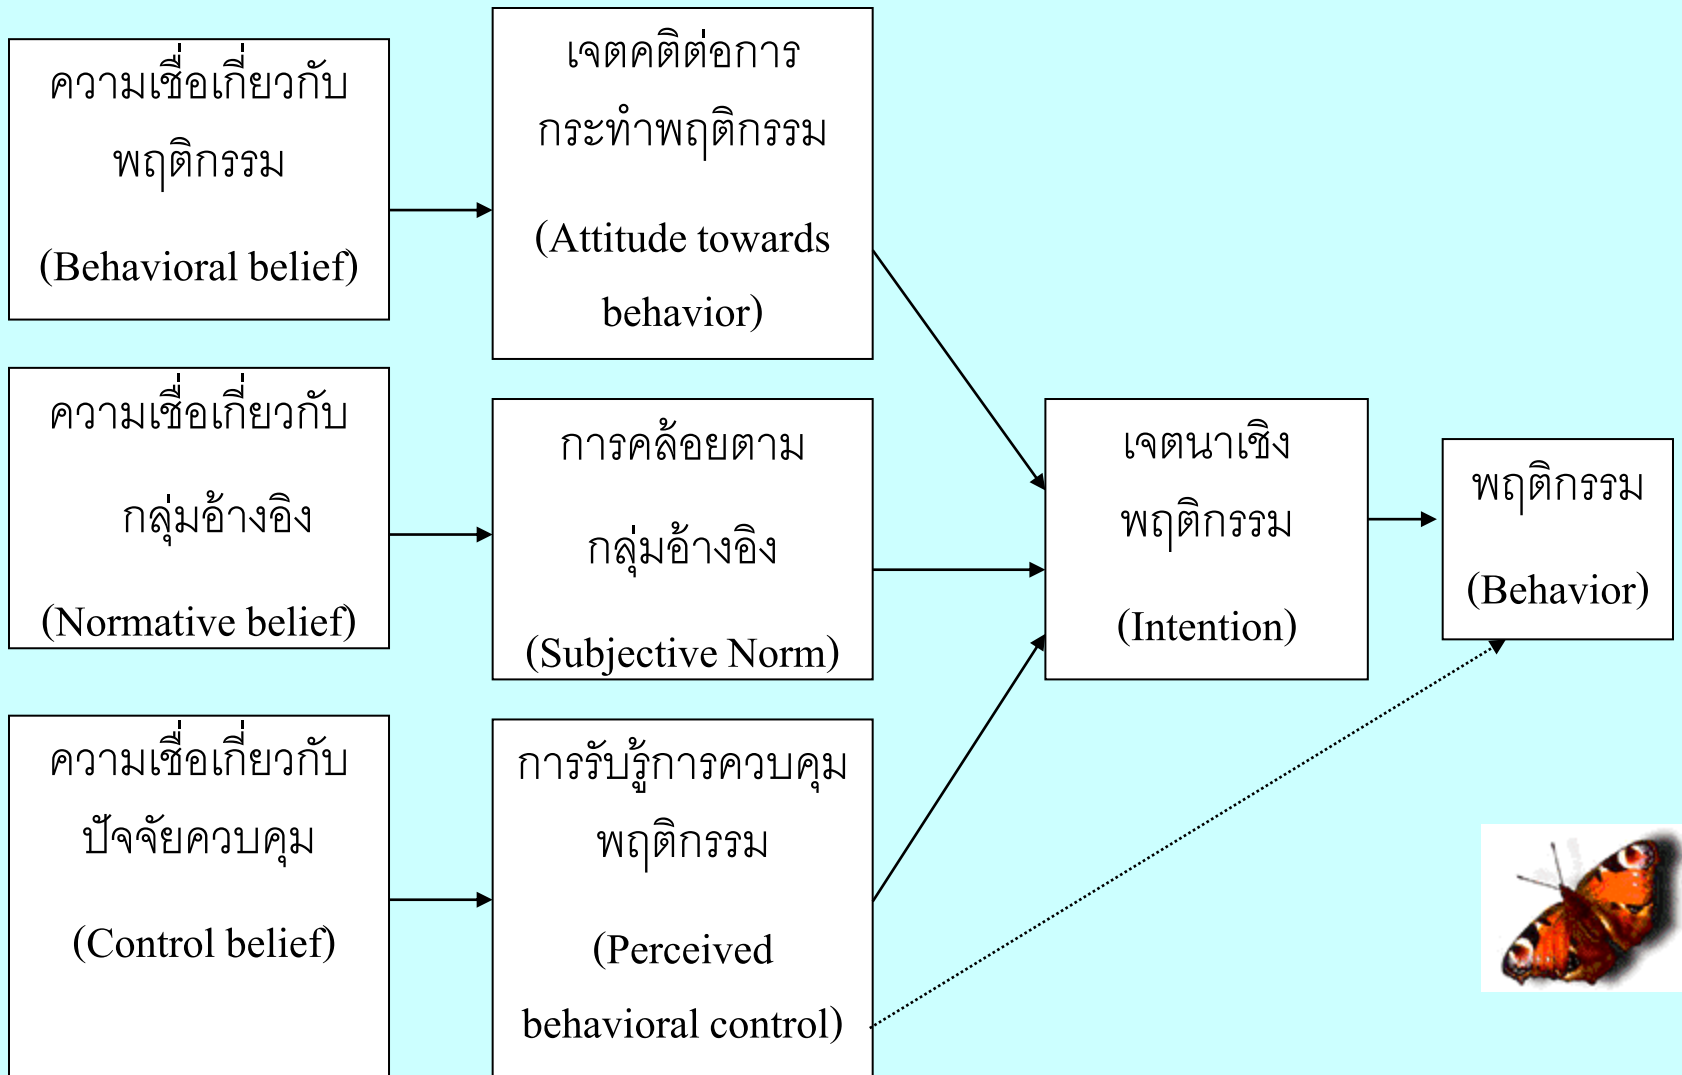 ความเชื่อเกี่ยวกับ
พฤติกรรม
(Behavioral belief)
เจตคติต่อการ
กระทำพฤติกรรม
(Attitude towards
behavior)
ความเชื่อเกี่ยวกับ
กลุ่มอ้างอิง
(Normative belief)
การคล้อยตาม
กลุ่มอ้างอิง
(Subjective Norm)
เจตนาเชิง
พฤติกรรม
(Intention)
พฤติกรรม
(Behavior)
ความเชื่อเกี่ยวกับ
ปัจจัยควบคุม
(Control belief)
การรับรู้การควบคุม
พฤติกรรม
(Perceived
behavioral control)